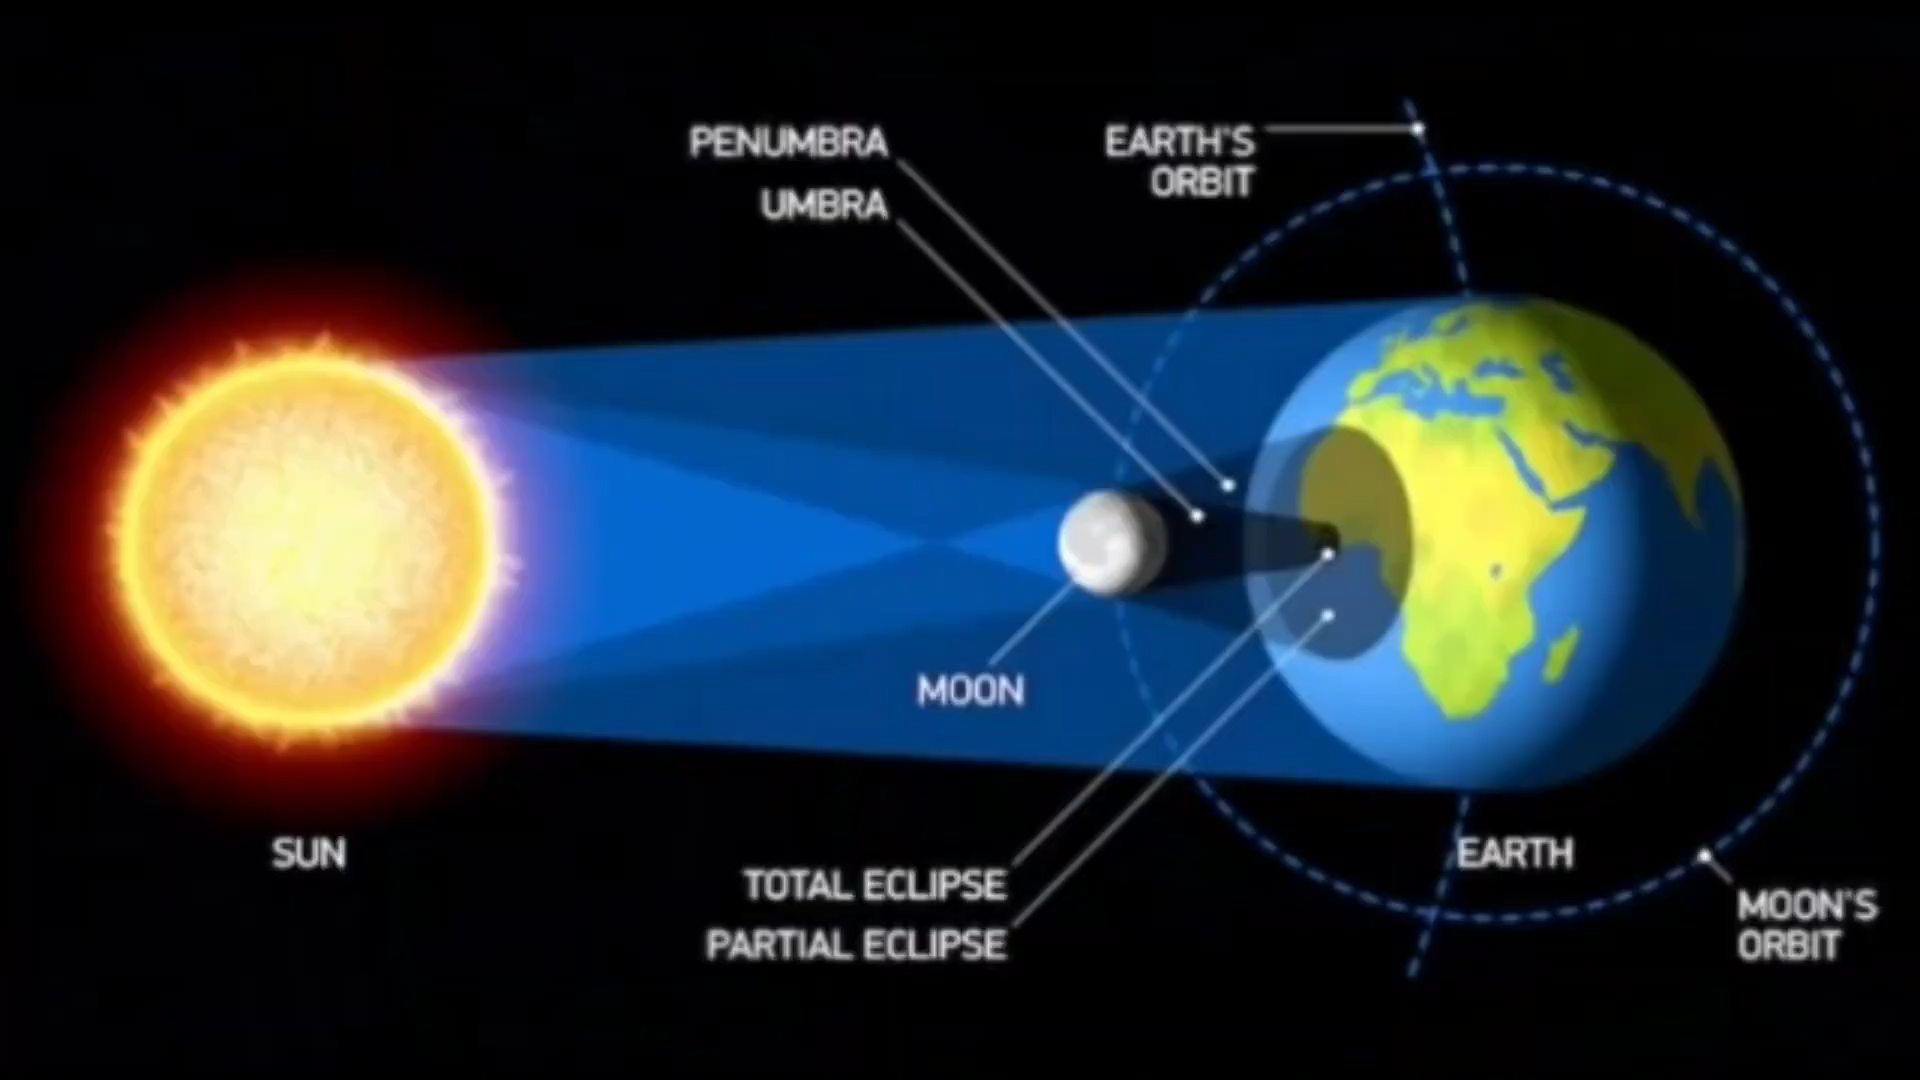 PENUMBRA
UMBRA
EARTH'S
ORBIT
MOON
SUN
TOTAL ECLIPSE
PARTIAL ECLIPSE
EARTH
MOON'S
ORBIT